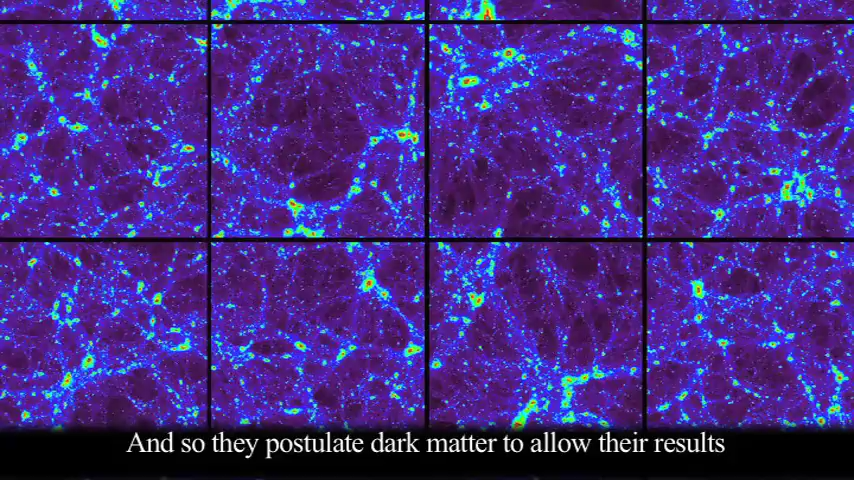 And so they postulate dark matter to allow their results